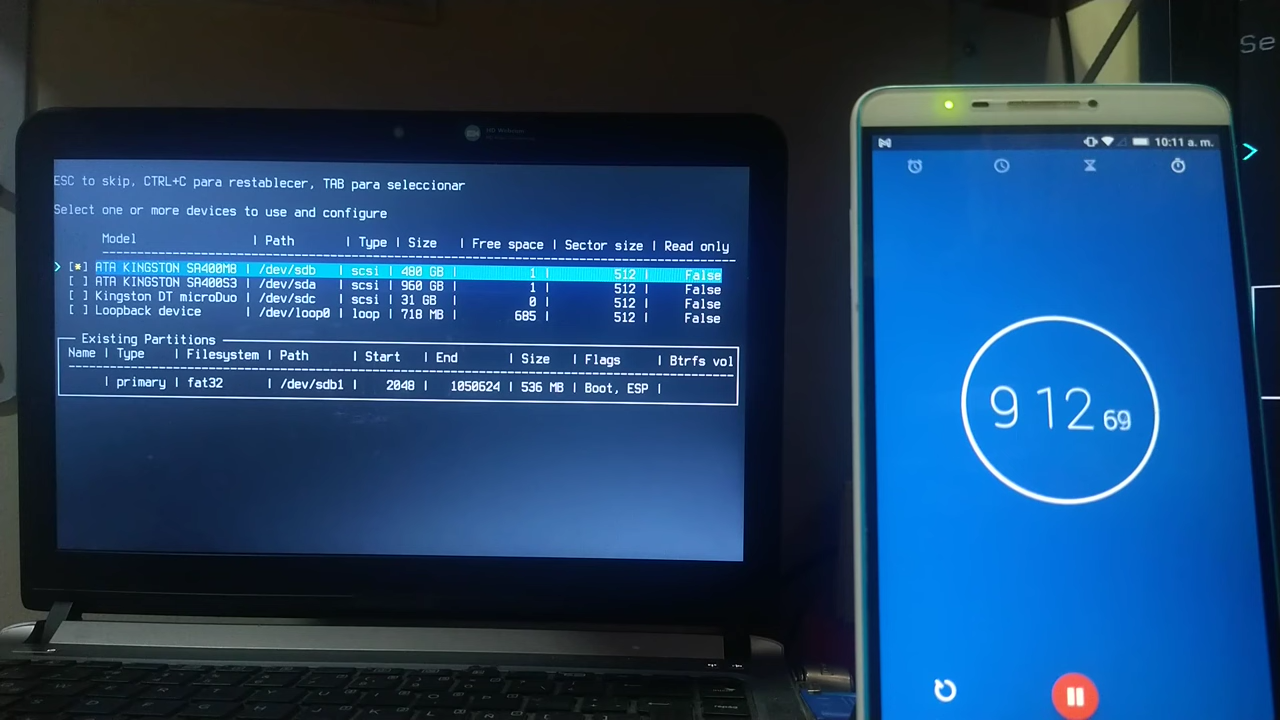 ESC to skip, CTRL+C para restablecer, TAB para seleccionar
Select one or more devices to use and configure
Model | Path | Type | Size | Free space | Sector size | Read only
> [*] ATA KINGSTON SA400M8 | /dev/sdb | scsi | 480 GB | 1 | 512 | False
[ ] ATA KINGSTON SA400S3 | /dev/sda | scsi | 960 GB | 1 | 512 | False
[ ] Kingston DT microDuo | /dev/sdc | scsi | 31 GB | 0 | 512 | False
[ ] Loopback device | /dev/loop0 | loop | 718 MB | 685 | 512 | False
Existing Partitions
Name | Type | Filesystem | Path | Start | End | Size | Flags | Btrfs vol
| primary | fat32 | /dev/sdb1 | 2048 | 1050624 | 536 MB | Boot, ESP |
10:11 a. m.
9 12 69
Se
>